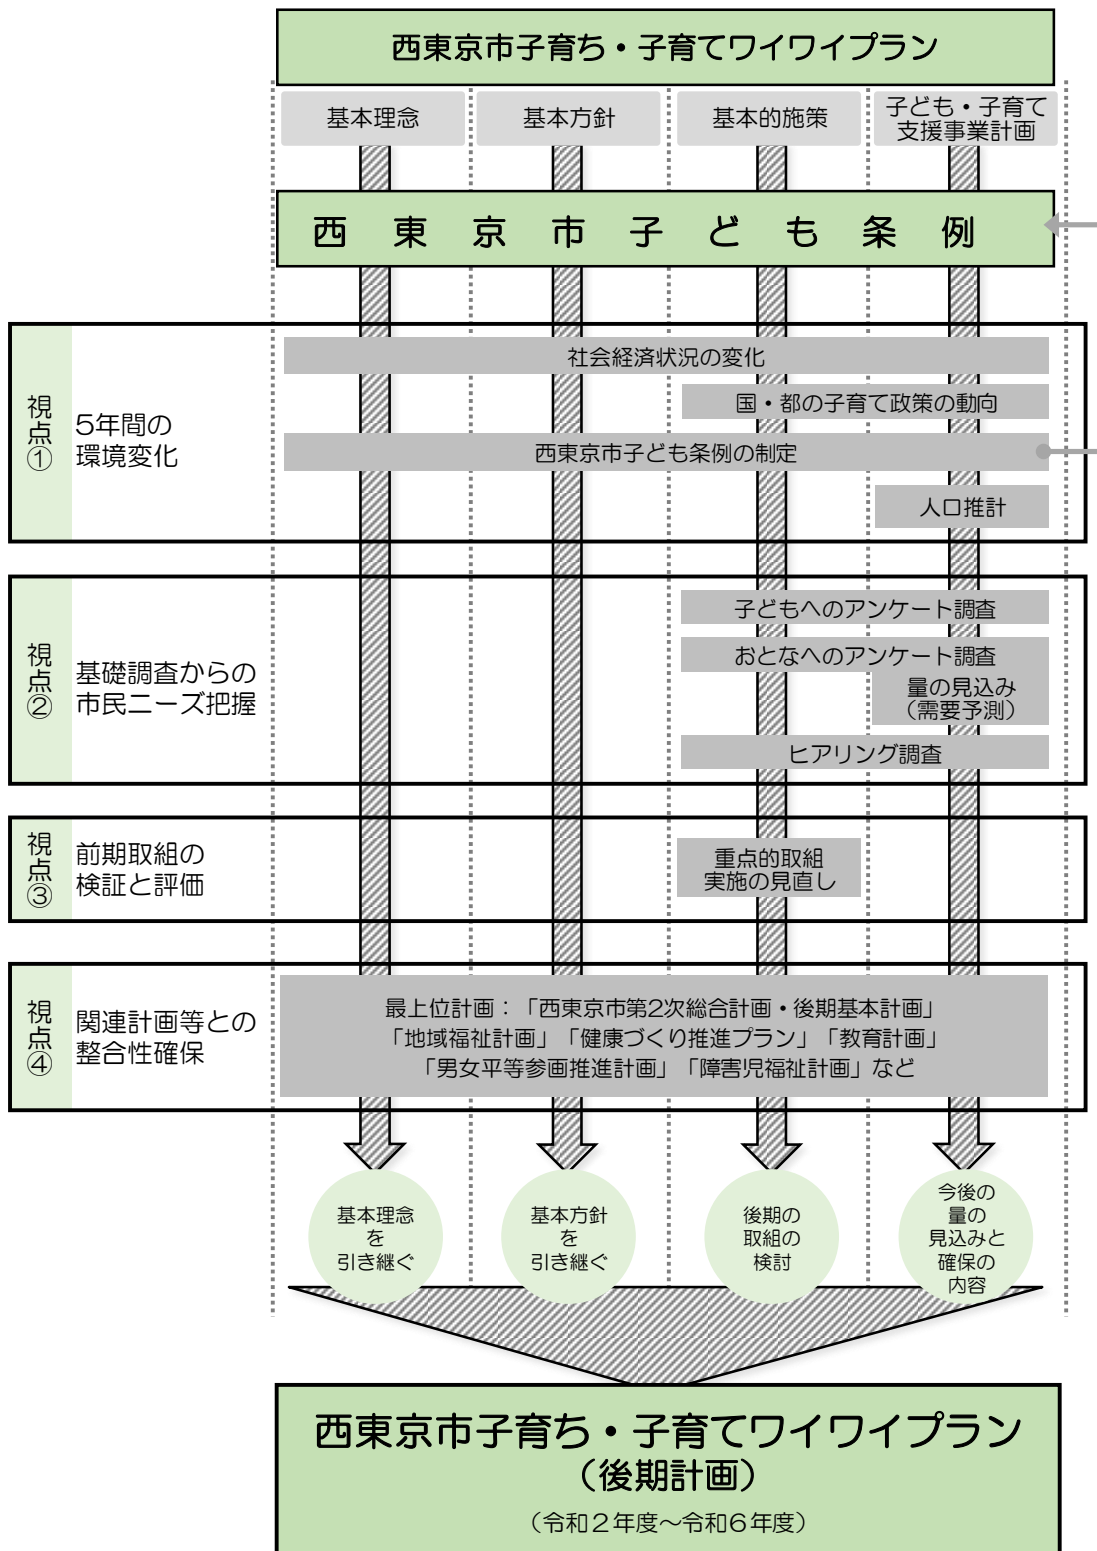 西東京市子育ち・子育てワイワイプラン
基本理念
基本方針
基本的施策
子ども・子育て
支援事業計画
西東京市子ども条例
視点①
5年間の
環境変化
社会経済状況の変化
国・都の子育て政策の動向
西東京市子ども条例の制定
人口推計
視点②
基礎調査からの
市民ニーズ把握
子どもへのアンケート調査
おとなへのアンケート調査
量の見込み
（需要予測）
ヒアリング調査
視点③
前期取組の
検証と評価
重点的取組
実施の見直し
視点④
関連計画等との
整合性確保
最上位計画：「西東京市第2次総合計画・後期基本計画」
「地域福祉計画」「健康づくり推進プラン」「教育計画」
「男女平等参画推進計画」「障害児福祉計画」など
基本理念
を
引き継ぐ
基本方針
を
引き継ぐ
後期の
取組の
検討
今後の
量の
見込みと
確保の
内容
西東京市子育ち・子育てワイワイプラン
（後期計画）
（令和２年度～令和６年度）